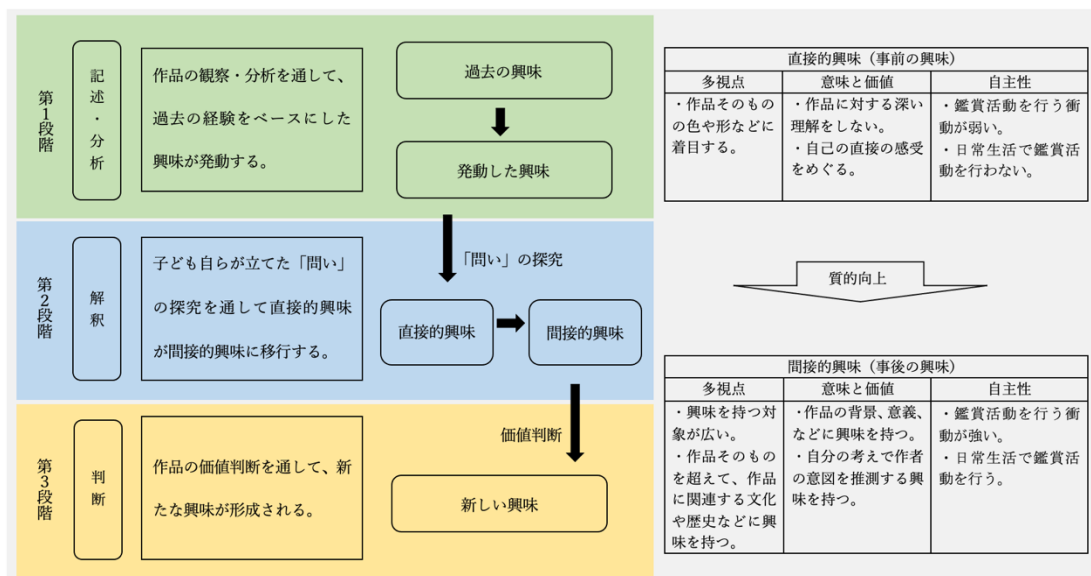 第1段階
記述・分析
作品の観察・分析を通して、
過去の経験をベースにした
興味が発動する。
過去の興味
発動した興味
第2段階
解釈
子ども自らが立てた「問い」
の探究を通して直接的興味
が間接的興味に移行する。
「問い」の探究
直接的興味
間接的興味
第3段階
判断
作品の価値判断を通して、新
たな興味が形成される。
価値判断
新しい興味
直接的興味（事前の興味）
多視点
意味と価値
自主性
・作品そのもの
の色や形などに
着目する。
・作品に対する深い
理解をしない。
・自己の直接の感受
をめぐる。
・鑑賞活動を行う衝
動が弱い。
・日常生活で鑑賞活
動を行わない。
質的向上
間接的興味（事後の興味）
多視点
意味と価値
自主性
・興味を持つ対
象が広い。
・作品そのもの
を超えて、作品
に関連する文化
や歴史などに興
味を持つ。
・作品の背景、意義、
などに興味を持つ。
・自分の考えで作者
の意図を推測する興
味を持つ。
・鑑賞活動を行う衝
動が強い。
・日常生活で鑑賞活
動を行う。